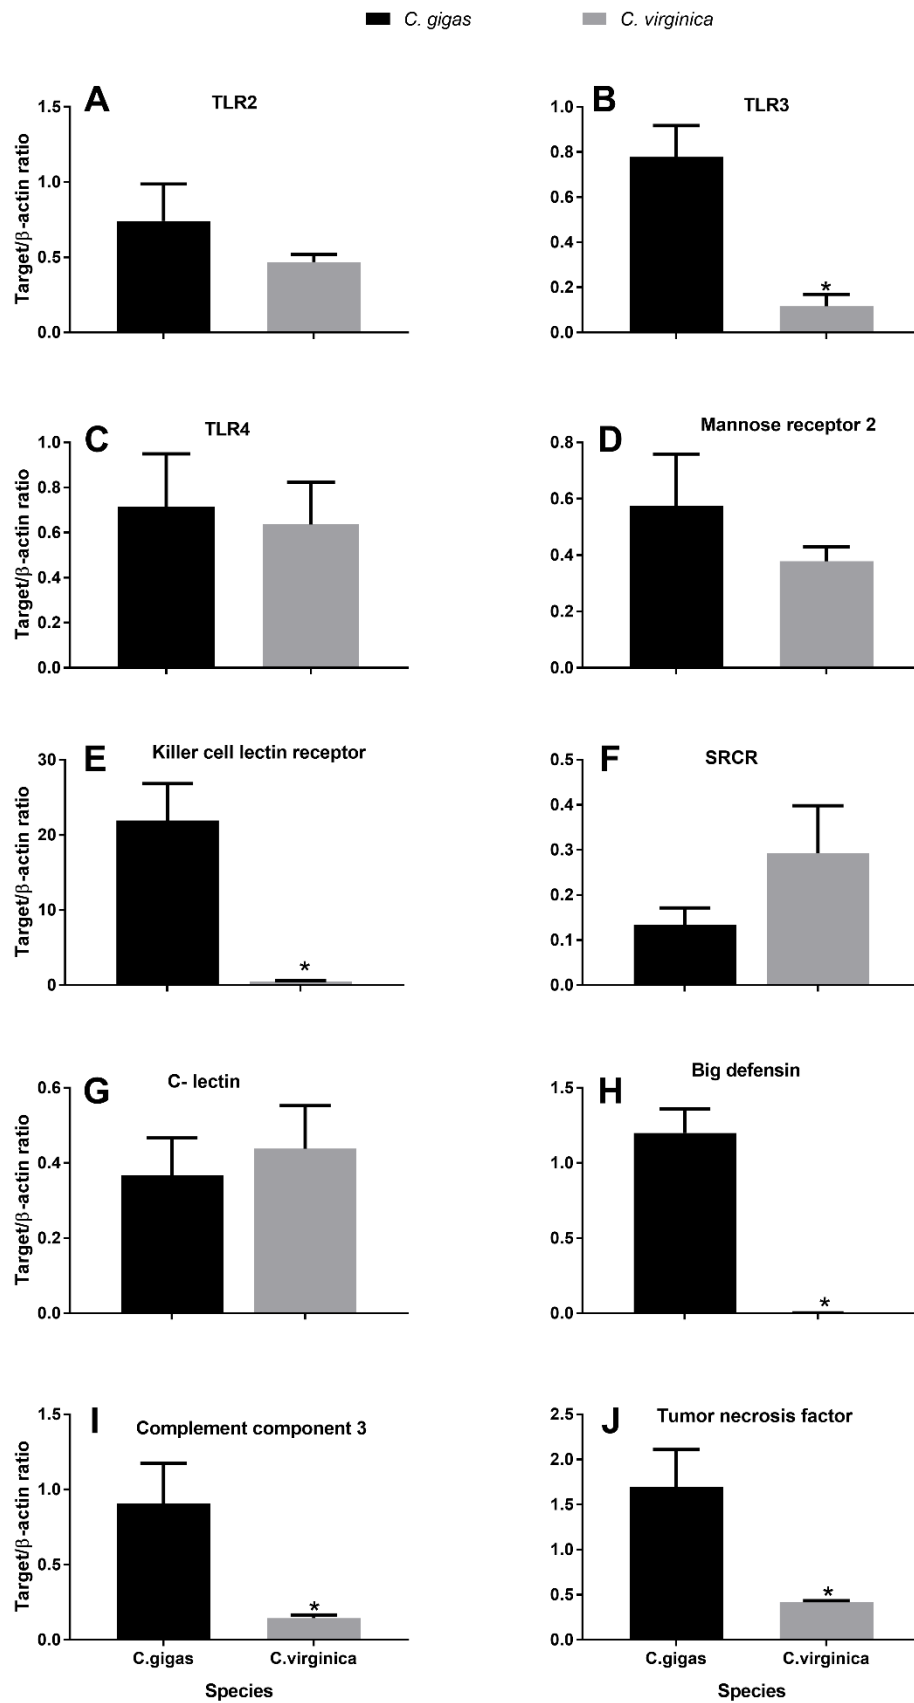 C. gigas C. virginica
A TLR2
Target/β-actin ratio
1.5
1.0
0.5
0.0
B TLR3
1.0
0.8
0.6
0.4
0.2
0.0
*
C TLR4
Target/β-actin ratio
1.0
0.8
0.6
0.4
0.2
0.0
D Mannose receptor 2
0.8
0.6
0.4
0.2
0.0
E Killer cell lectin receptor
Target/β-actin ratio
30
20
10
0
*
F SRCR
0.5
0.4
0.3
0.2
0.1
0.0
G C- lectin
Target/β-actin ratio
0.6
0.4
0.2
0.0
H Big defensin
1.5
1.0
0.5
0.0
*
I Complement component 3
Target/β-actin ratio
1.5
1.0
0.5
0.0
*
C.gigas C.virginica
Species
J Tumor necrosis factor
2.5
2.0
1.5
1.0
0.5
0.0
*
C.gigas C.virginica
Species